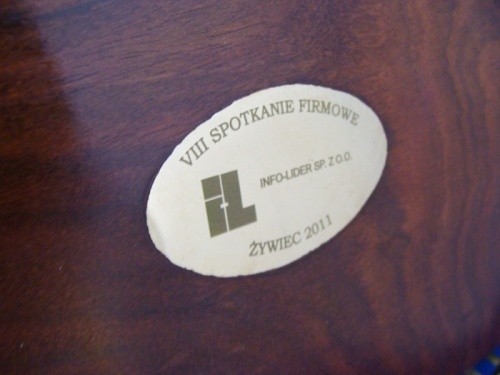 VIII SPOTKANIE FIRMOWE
iL
INFO-LIDER SP. Z O.O.
ŻYWIEC 2011